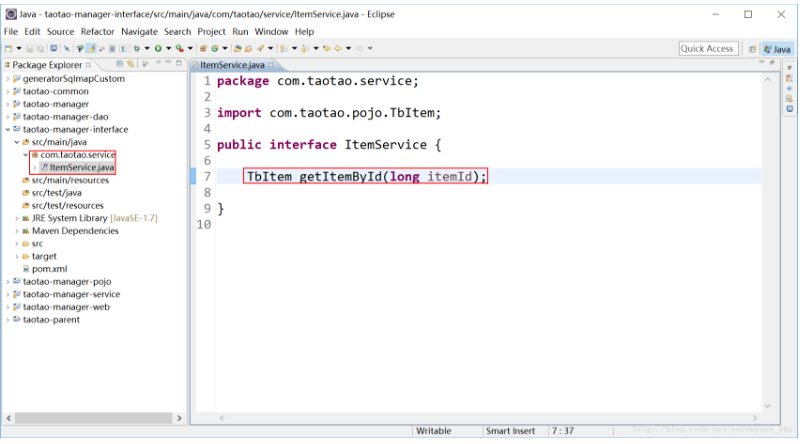 Java - taotao-manager-interface/src/main/java/com/taotao/service/ItemService.java - Eclipse
File Edit Source Refactor Navigate Search Project Run Window Help
Quick Access
Java
Package Explorer
generatorSqlmapCustom
taotao-common
taotao-manager
taotao-manager-dao
taotao-manager-interface
src/main/java
com.taotao.service
ItemService.java
src/main/resources
src/test/java
src/test/resources
JRE System Library [JavaSE-1.7]
Maven Dependencies
src
target
pom.xml
taotao-manager-pojo
taotao-manager-service
taotao-manager-web
taotao-parent
ItemService.java
1 package com.taotao.service;
2
3 import com.taotao.pojo.TbItem;
4
5 public interface ItemService {
6
7 TbItem getItemById(long itemId);
8
9 }
10
Writable Smart Insert 7 : 37